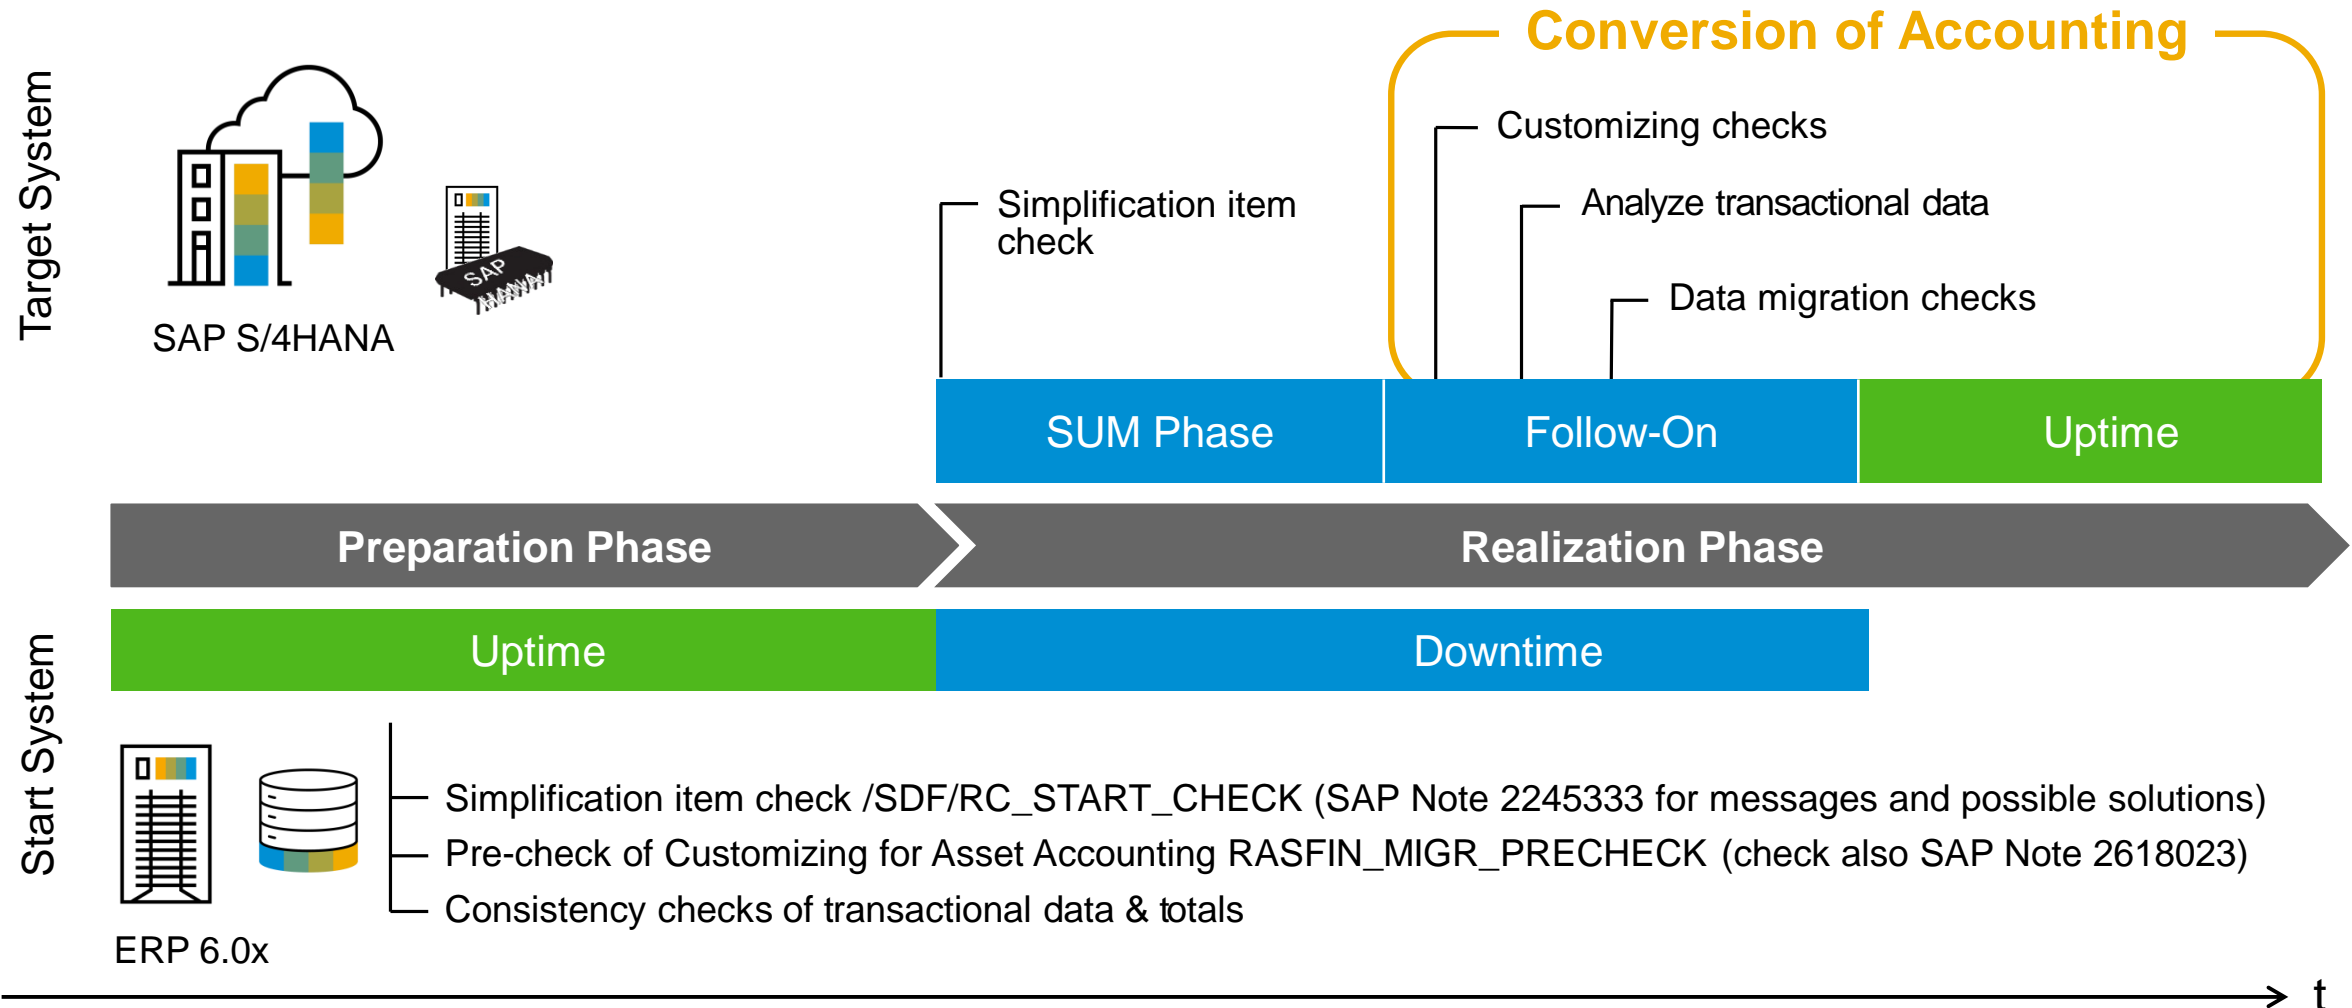 Conversion of Accounting
Target System
Customizing checks
Simplification item
check
Analyze transactional data
SAP
HANA
Data migration checks
SAP S/4HANA
SUM Phase
Follow-On
Uptime
Preparation Phase
Realization Phase
Uptime
Downtime
Start System
Simplification item check /SDF/RC_START_CHECK (SAP Note 2245333 for messages and possible solutions)
Pre-check of Customizing for Asset Accounting RASFIN_MIGR_PRECHECK (check also SAP Note 2618023)
Consistency checks of transactional data & totals
ERP 6.0x
t